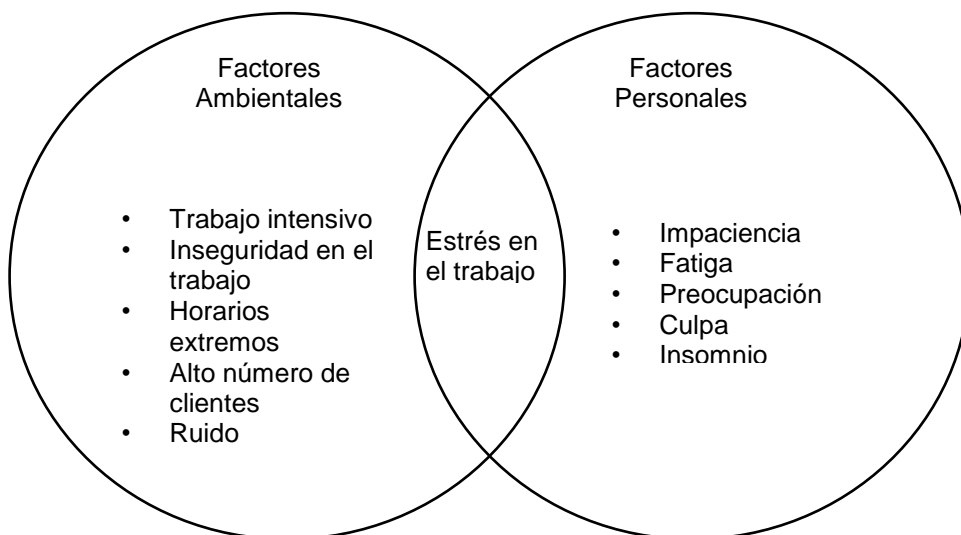 Factores
Ambientales
• Trabajo intensivo
• Inseguridad en el
trabajo
• Horarios
extremos
• Alto número de
clientes
• Ruido
Estrés en
el trabajo
Factores
Personales
• Impaciencia
• Fatiga
• Preocupación
• Culpa
• Insomnio